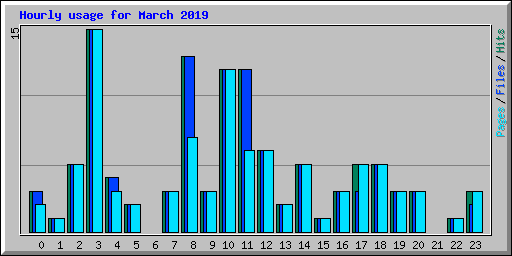 Hourly usage for March 2019
15
Pages/Files/Hits
0 1 2 3 4 5 6 7 8 9 10 11 12 13 14 15 16 17 18 19 20 21 22 23